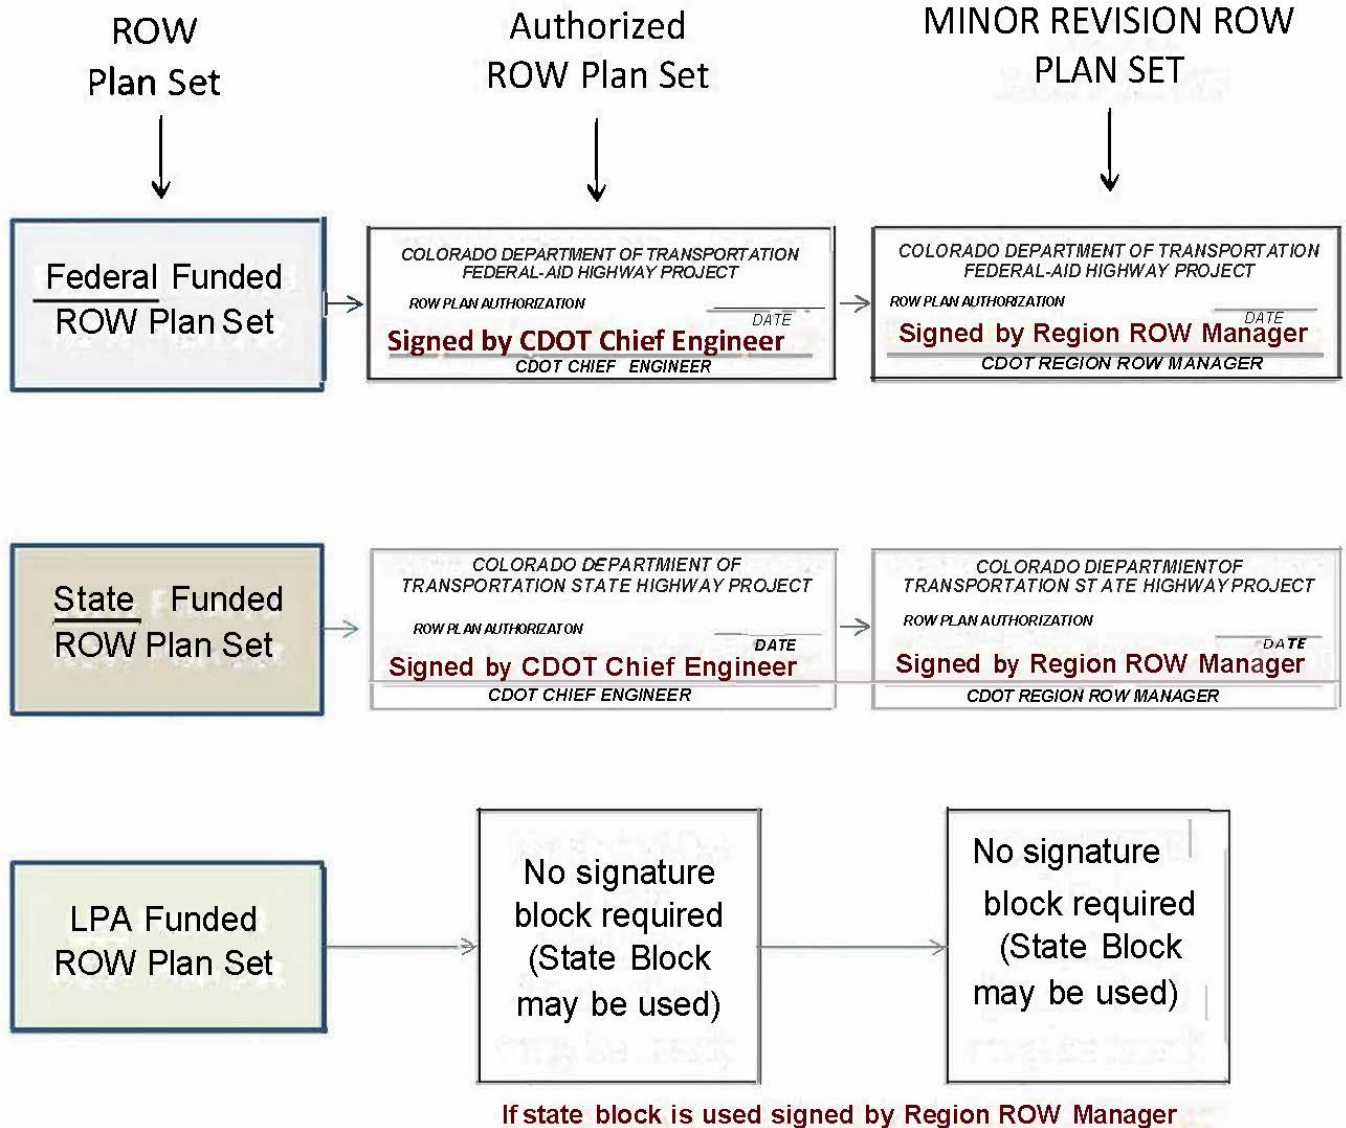 ROW
Plan Set
Authorized
ROW Plan Set
MINOR REVISION ROW
PLAN SET
Federal Funded
ROW Plan Set
COLORADO DEPARTMENT OF TRANSPORTATION
FEDERAL-AID HIGHWAY PROJECT
ROW PLAN AUTHORIZATION
DATE
Signed by CDOT Chief Engineer
CDOT CHIEF ENGINEER
COLORADO DEPARTMENT OF TRANSPORTATION
FEDERAL-AID HIGHWAY PROJECT
ROW PLAN AUTHORIZATION
DATE
Signed by Region ROW Manager
CDOT REGION ROW MANAGER
State Funded
ROW Plan Set
COLORADO DEPARTMIENT OF
TRANSPORTATION STATE HIGHWAY PROJECT
ROW PLAN AUTHORIZATON
DATE
Signed by CDOT Chief Engineer
CDOT CHIEF ENGINEER
COLORADO DIEPARTMIENTOF
TRANSPORTATION ST ATE HIGHWAY PROJECT
ROW PLAN AUTHORIZATION
DATE
Signed by Region ROW Manager
CDOT REGION ROW MANAGER
LPA Funded
ROW Plan Set
No signature
block required
(State Block
may be used)
No signature
block required
(State Block
may be used)
If state block is used signed by Region ROW Manager